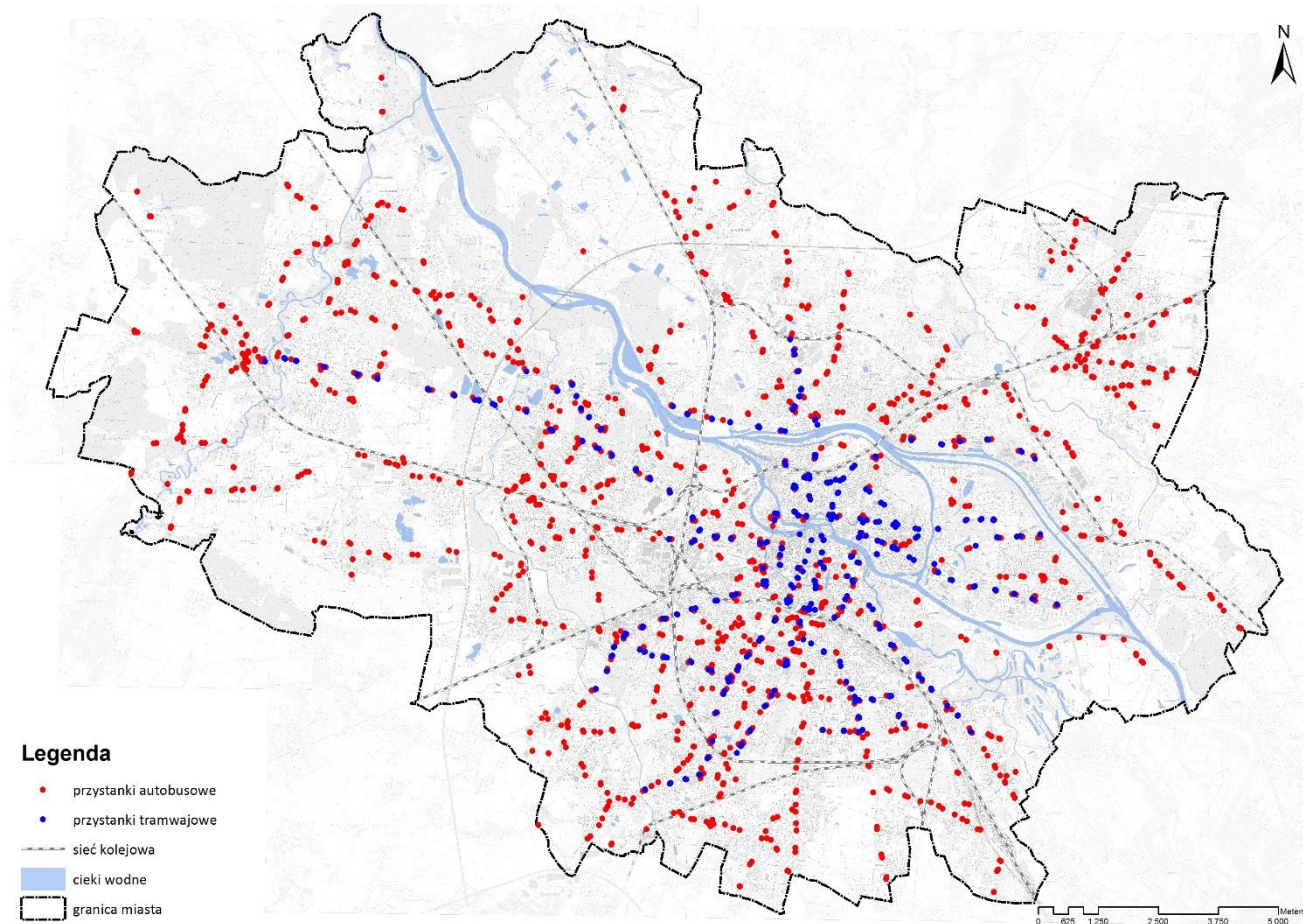 N
Legenda
przystanki autobusowe
przystanki tramwajowe
sieć kolejowa
cieki wodne
granica miasta
Meters
0 625 1 250 2 500 3 750 5 000